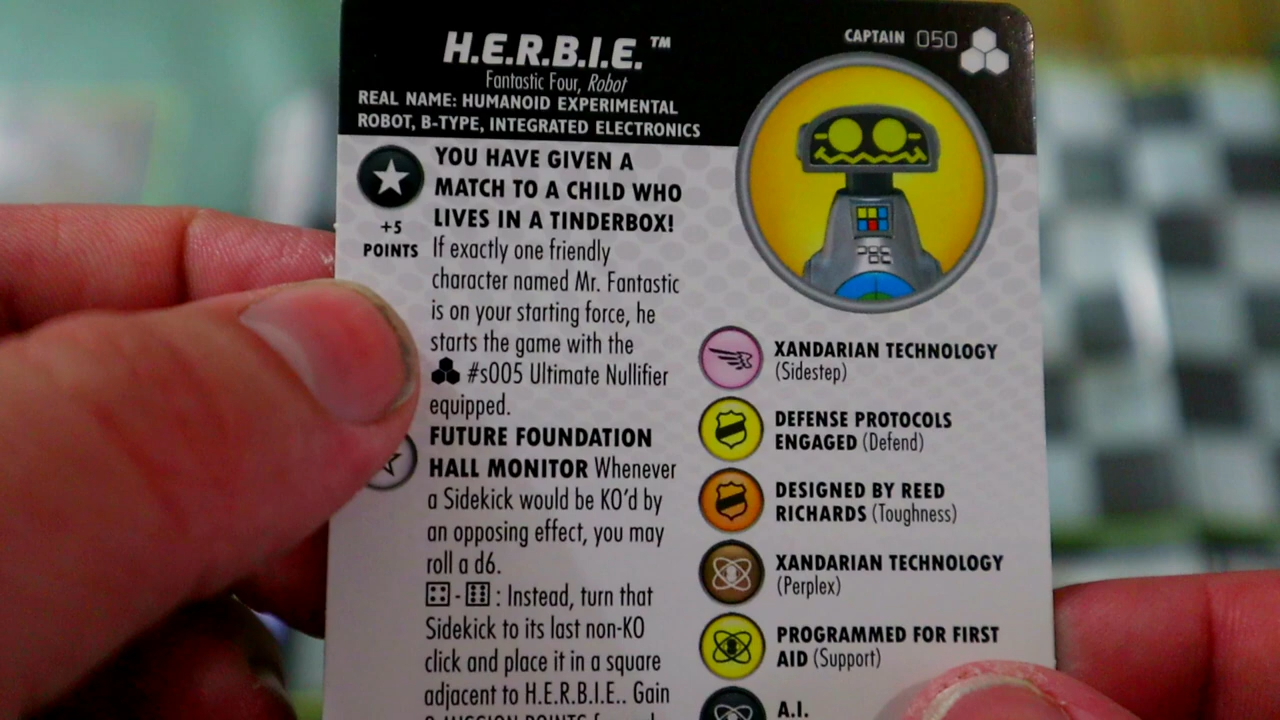 H.E.R.B.I.E.™
Fantastic Four, Robot
REAL NAME: HUMANOID EXPERIMENTAL
ROBOT, B-TYPE, INTEGRATED ELECTRONICS
CAPTAIN 050
+5
POINTS
YOU HAVE GIVEN A
MATCH TO A CHILD WHO
LIVES IN A TINDERBOX!
If exactly one friendly
character named Mr. Fantastic
is on your starting force, he
starts the game with the
#s005 Ultimate Nullifier
equipped.
FUTURE FOUNDATION
HALL MONITOR Whenever
a Sidekick would be KO'd by
an opposing effect, you may
roll a d6.
- : Instead, turn that
Sidekick to its last non-KO
click and place it in a square
adjacent to H.E.R.B.I.E.. Gain
MISSION POINTS
XANDARIAN TECHNOLOGY
(Sidestep)
DEFENSE PROTOCOLS
ENGAGED (Defend)
DESIGNED BY REED
RICHARDS (Toughness)
XANDARIAN TECHNOLOGY
(Perplex)
PROGRAMMED FOR FIRST
AID (Support)
A.I.